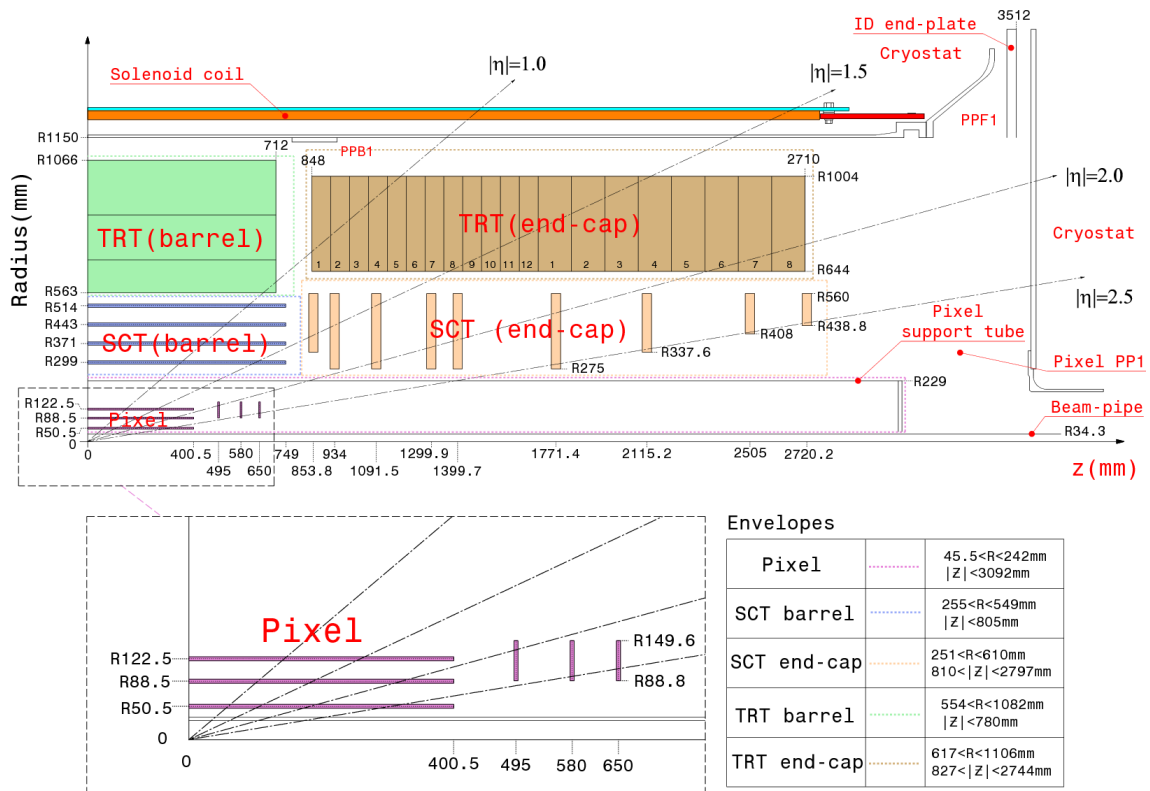 3512
ID end-plate
Cryostat
Solenoid coil
|η|=1.0
|η|=1.5
PPF1
R1150
712
PPB1
R1066
848
2710
R1004
|η|=2.0
Radius(mm)
TRT(barrel)
TRT(end-cap)
Cryostat
1 2 3 4 5 6 7 8 9 10 11 12 1 2 3 4 5 6 7 8
R644
R563
R514
R443
R371
R299
SCT(barrel)
SCT (end-cap)
R560
R438.8
R408
R337.6
R275
|η|=2.5
Pixel
support tube
Pixel PP1
R229
Beam-pipe
R34.3
R122.5
R88.5
R50.5
Pixel
0
0
400.5 580 749 934 1299.9 1771.4 2115.2 2505 2720.2
495 650 853.8 1091.5 1399.7
z(mm)
Pixel
R122.5
R88.5
R50.5
0
R149.6
R88.8
0
400.5 495 580 650
Envelopes
Pixel
45.5<R<242mm
|Z|<3092mm
SCT barrel
255<R<549mm
|Z|<805mm
SCT end-cap
251<R<610mm
810<|Z|<2797mm
TRT barrel
554<R<1082mm
|Z|<780mm
TRT end-cap
617<R<1106mm
827<|Z|<2744mm